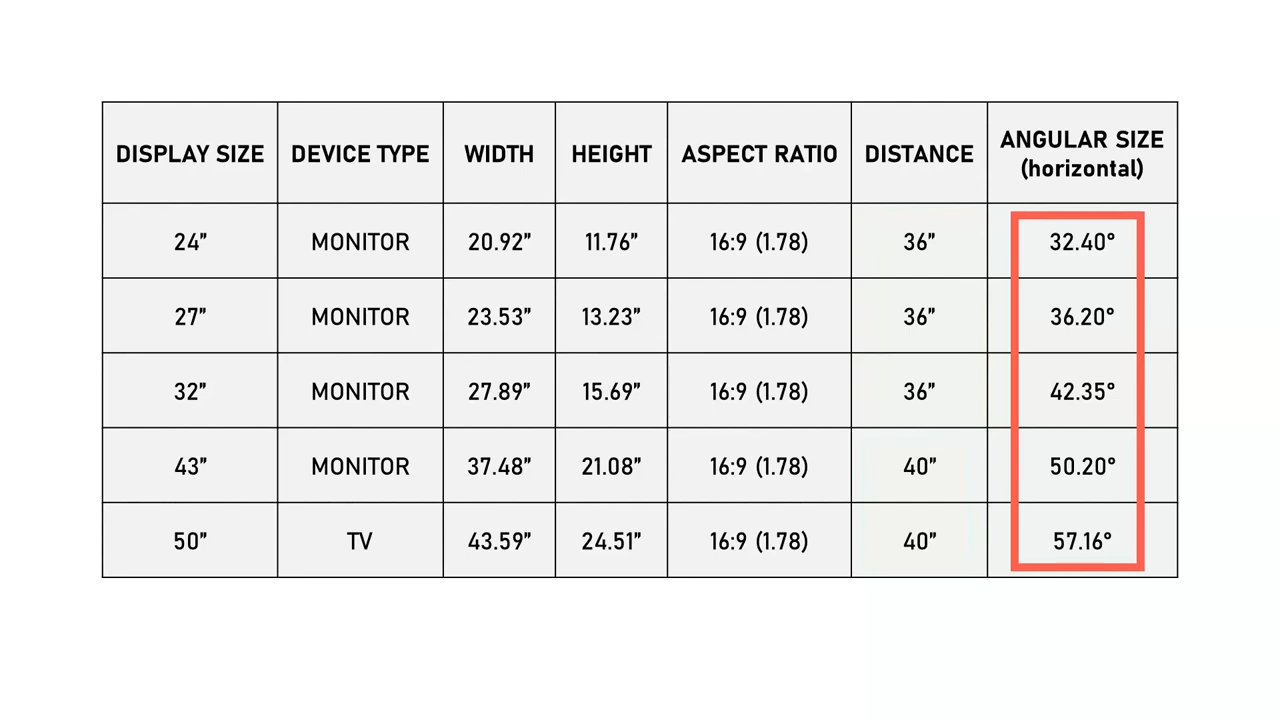 DISPLAY SIZE DEVICE TYPE WIDTH HEIGHT ASPECT RATIO DISTANCE ANGULAR SIZE
(horizontal)
24” MONITOR 20.92” 11.76” 16:9 (1.78) 36” 32.40°
27” MONITOR 23.53” 13.23” 16:9 (1.78) 36” 36.20°
32” MONITOR 27.89” 15.69” 16:9 (1.78) 36” 42.35°
43” MONITOR 37.48” 21.08” 16:9 (1.78) 40” 50.20°
50” TV 43.59” 24.51” 16:9 (1.78) 40” 57.16°